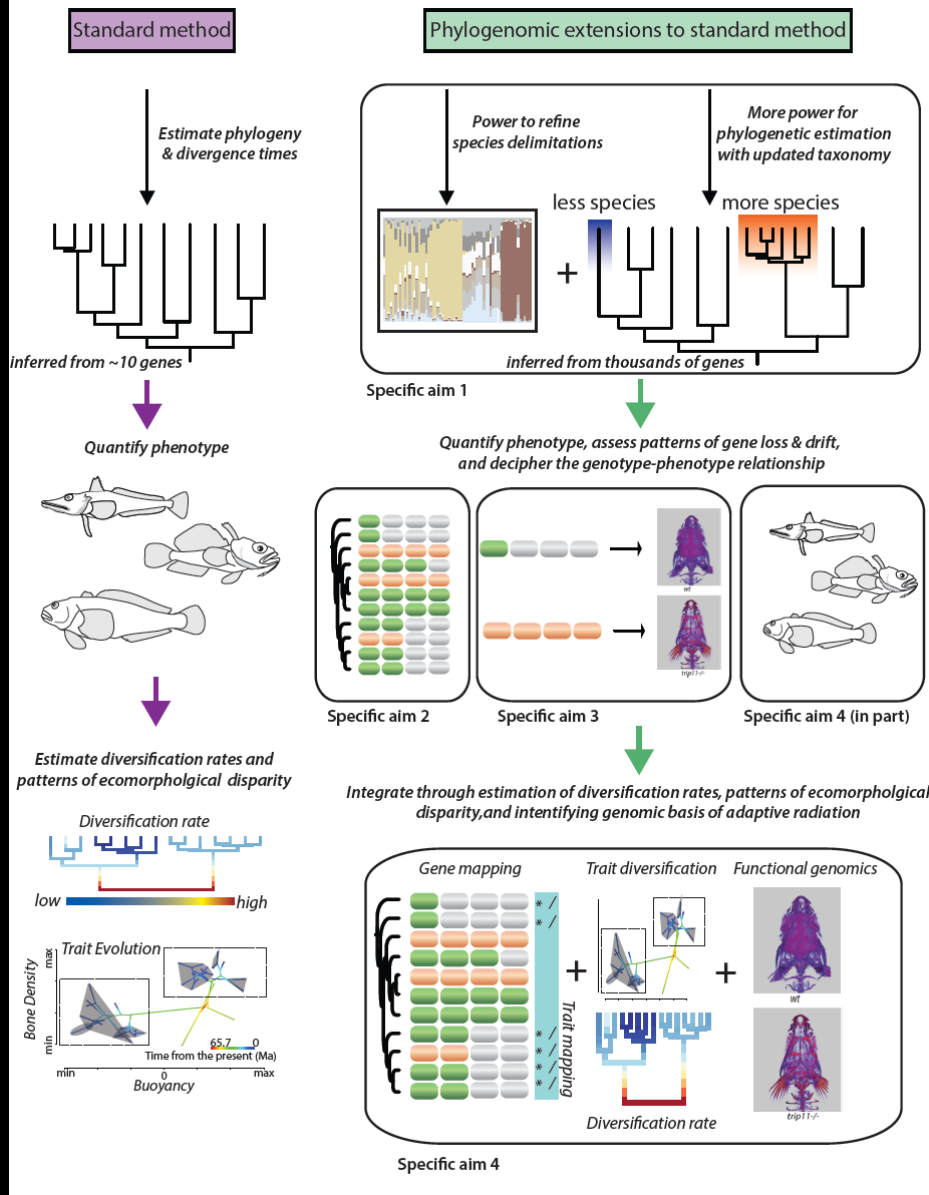 Standard method
Phylogenomic extensions to standard method
Estimate phylogeny
& divergence times
inferred from ~10 genes
Quantify phenotype
Estimate diversification rates and
patterns of ecomorpholgical disparity
Diversification rate
low
high
Trait Evolution
Bone Density
max
min
65.7
0
Time from the present (Ma)
min
0
max
Buoyancy
Power to refine
species delimitations
More power for
phylogenetic estimation
with updated taxonomy
less species
more species
+
inferred from thousands of genes
Specific aim 1
Quantify phenotype, assess patterns of gene loss & drift,
and decipher the genotype-phenotype relationship
wt
trip11-/-
Specific aim 2
Specific aim 3
Specific aim 4 (in part)
Integrate through estimation of diversification rates, patterns of ecomorpholgical
disparity,and intentifying genomic basis of adaptive radiation
Gene mapping
Trait diversification
Functional genomics
* /
* /
* /
* /
* /
* /
Trait mapping
+
+
wt
trip11-/-
Diversification rate
Specific aim 4